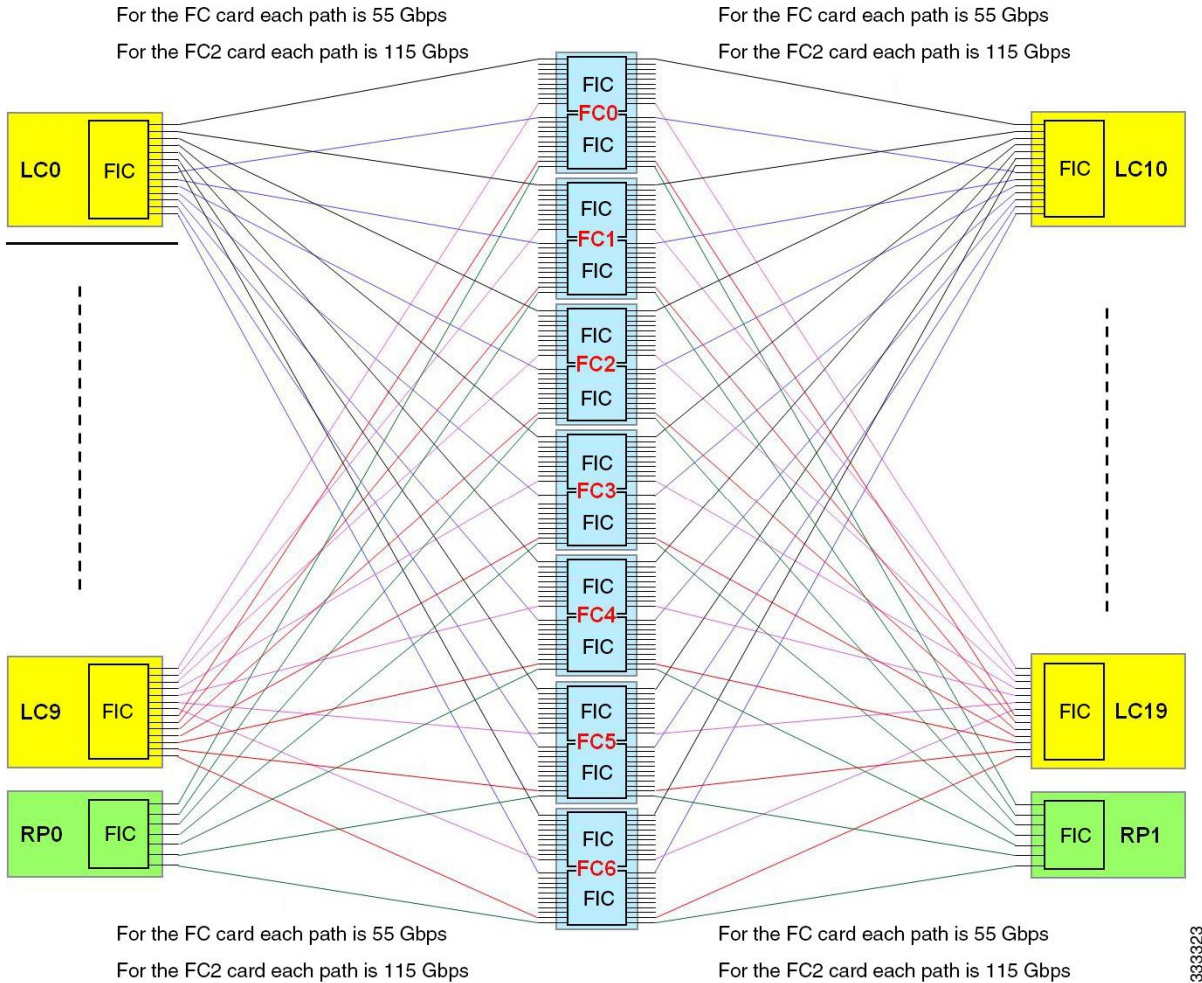 For the FC card each path is 55 Gbps
For the FC card each path is 55 Gbps
For the FC2 card each path is 115 Gbps
For the FC2 card each path is 115 Gbps
FIC
FC0
FIC
LC0
FIC
FIC
LC10
FIC
FC1
FIC
FIC
FC2
FIC
FIC
FC3
FIC
FIC
FC4
FIC
LC9
FIC
FIC
LC19
FIC
FC5
FIC
RP0
FIC
FIC
RP1
FIC
FC6
FIC
For the FC card each path is 55 Gbps
For the FC card each path is 55 Gbps
For the FC2 card each path is 115 Gbps
For the FC2 card each path is 115 Gbps
333323